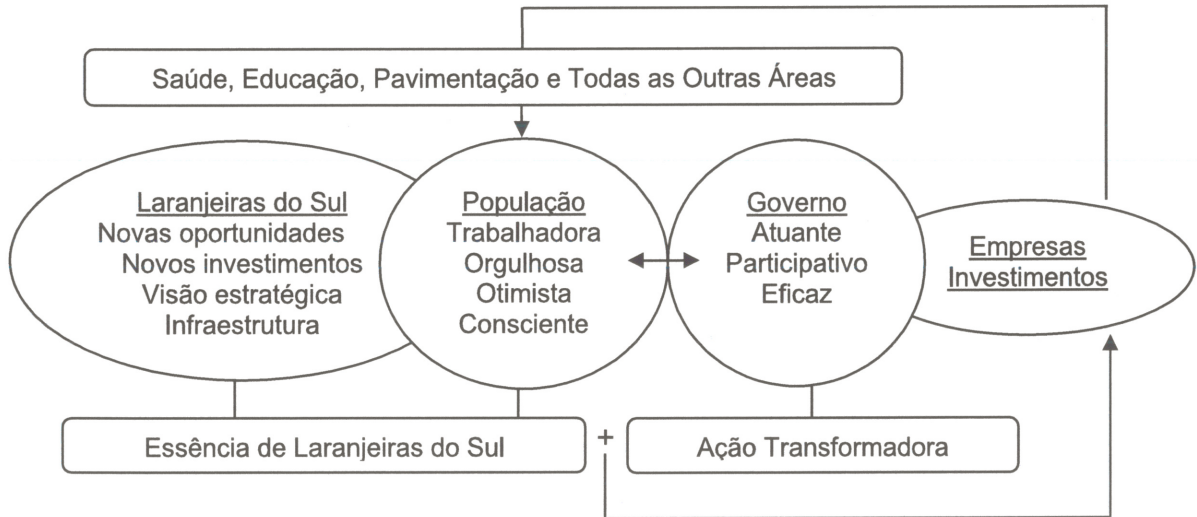 Saúde, Educação, Pavimentação e Todas as Outras Áreas
Laranjeiras do Sul
Novas oportunidades
Novos investimentos
Visão estratégica
Infraestrutura
População
Trabalhadora
Orgulhosa
Otimista
Consciente
Governo
Atuante
Participativo
Eficaz
Empresas
Investimentos
Essência de Laranjeiras do Sul
+
Ação Transformadora